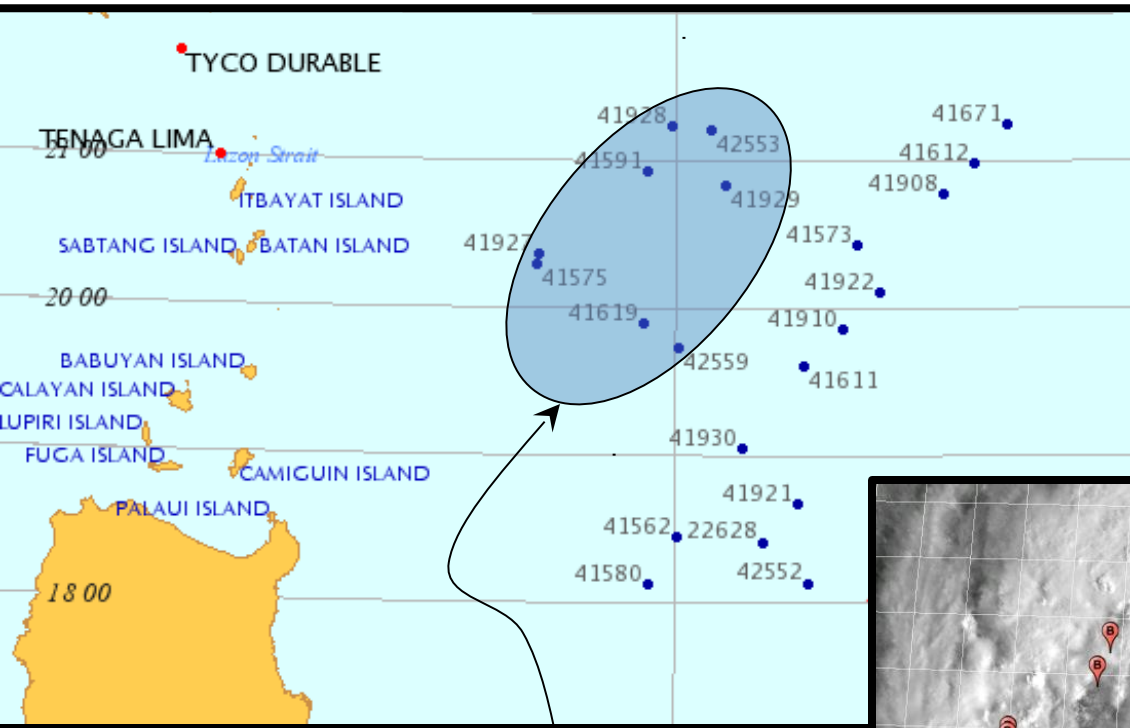 TYCO DURABLE
41928
41671
42553
TENAGA LIMA
21 00
Luzon Strait
41591
41612
41908
ITBAYAT ISLAND
41929
SABTANG ISLAND
BATAN ISLAND
41927
41573
41575
41922
20 00
41619
41910
BABUYAN ISLAND
42559
CALAYAN ISLAND
41611
LUPIRI ISLAND
41930
FUGA ISLAND
CAMIGUIN ISLAND
41921
PALAUI ISLAND
41562
22628
41580
42552
18 00
B
B